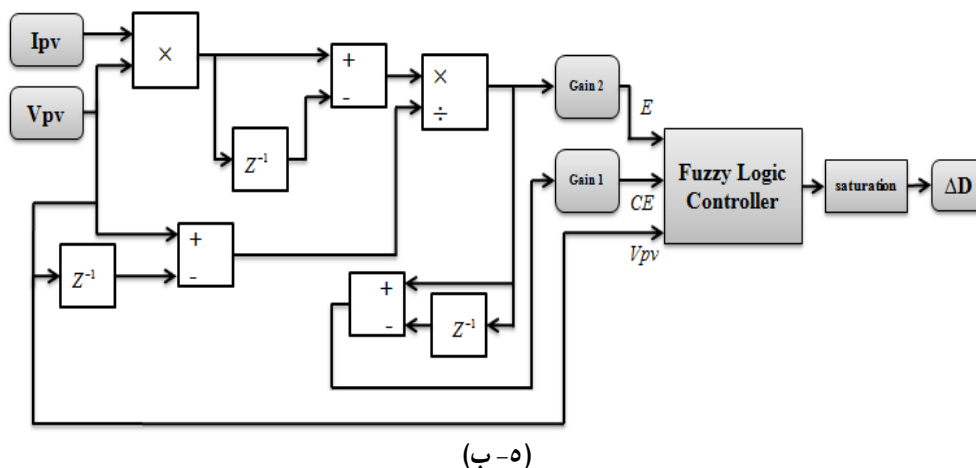 Ipv
×
+
-
×
÷
Gain 2
E
Vpv
Z⁻¹
Gain 1
CE
Fuzzy Logic
Controller
saturation
ΔD
+
-
Z⁻¹
Vpv
+
-
Z⁻¹
(٥- ب)